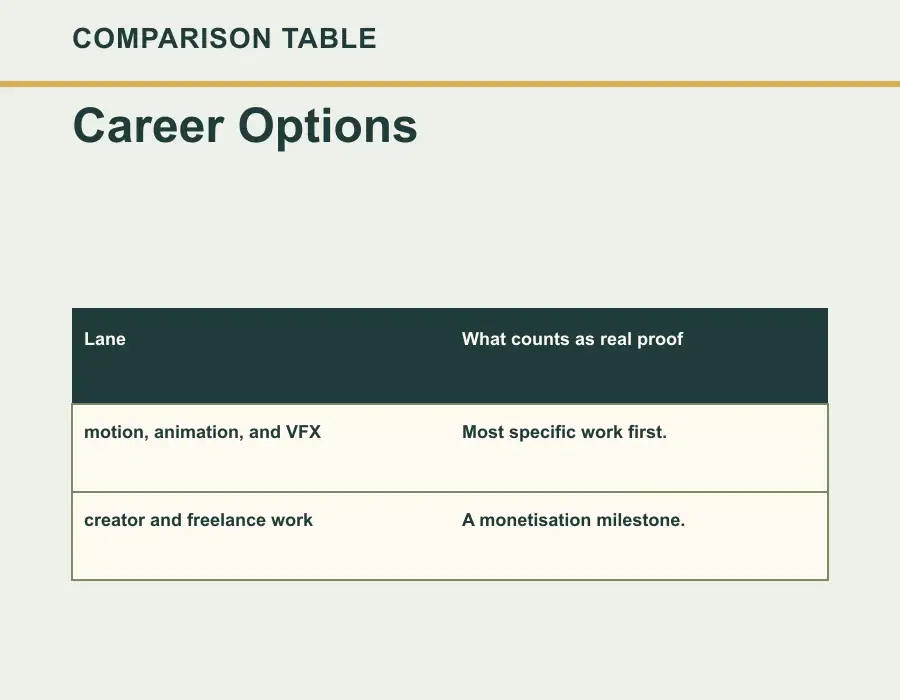 COMPARISON TABLE
Career Options
Lane What counts as real proof
motion, animation, and VFX Most specific work first.
creator and freelance work A monetisation milestone.